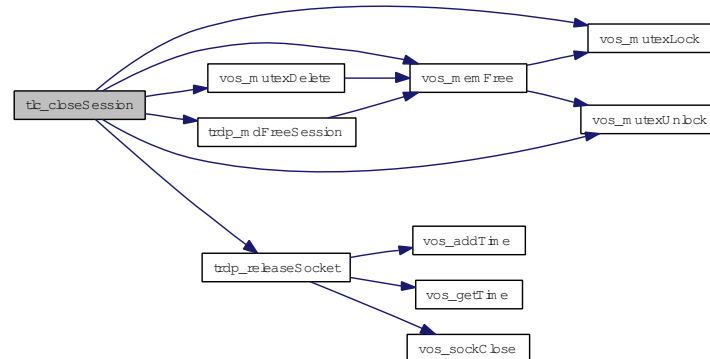 vos_mutexLock
vos_mutexDelete
vos_memFree
tlc_closeSession
vos_mutexUnlock
trdp_mdFreeSession
vos_addTime
trdp_releaseSocket
vos_getTime
vos_sockClose